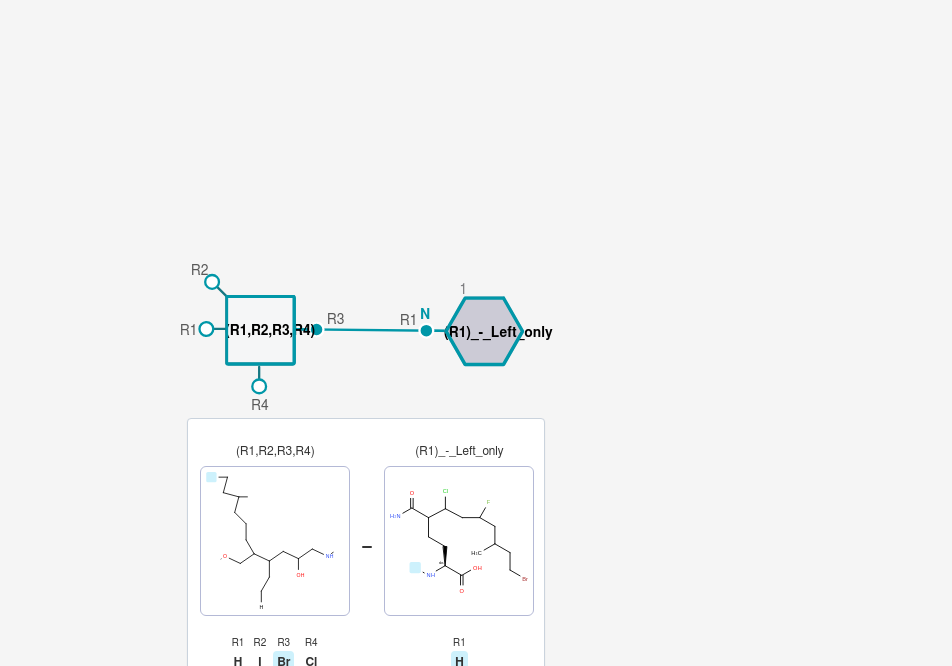 R2
R1
(R1,R2,R3,R4)
R3
R1
N
1
(R1)_-_Left_only
R4
(R1,R2,R3,R4)
(R1)_-_Left_only
O
OH
H
O
H₂N
Cl
F
H₃C
NH
OH
O
Br
R1 R2 R3 R4
H I Br Cl
R1
H